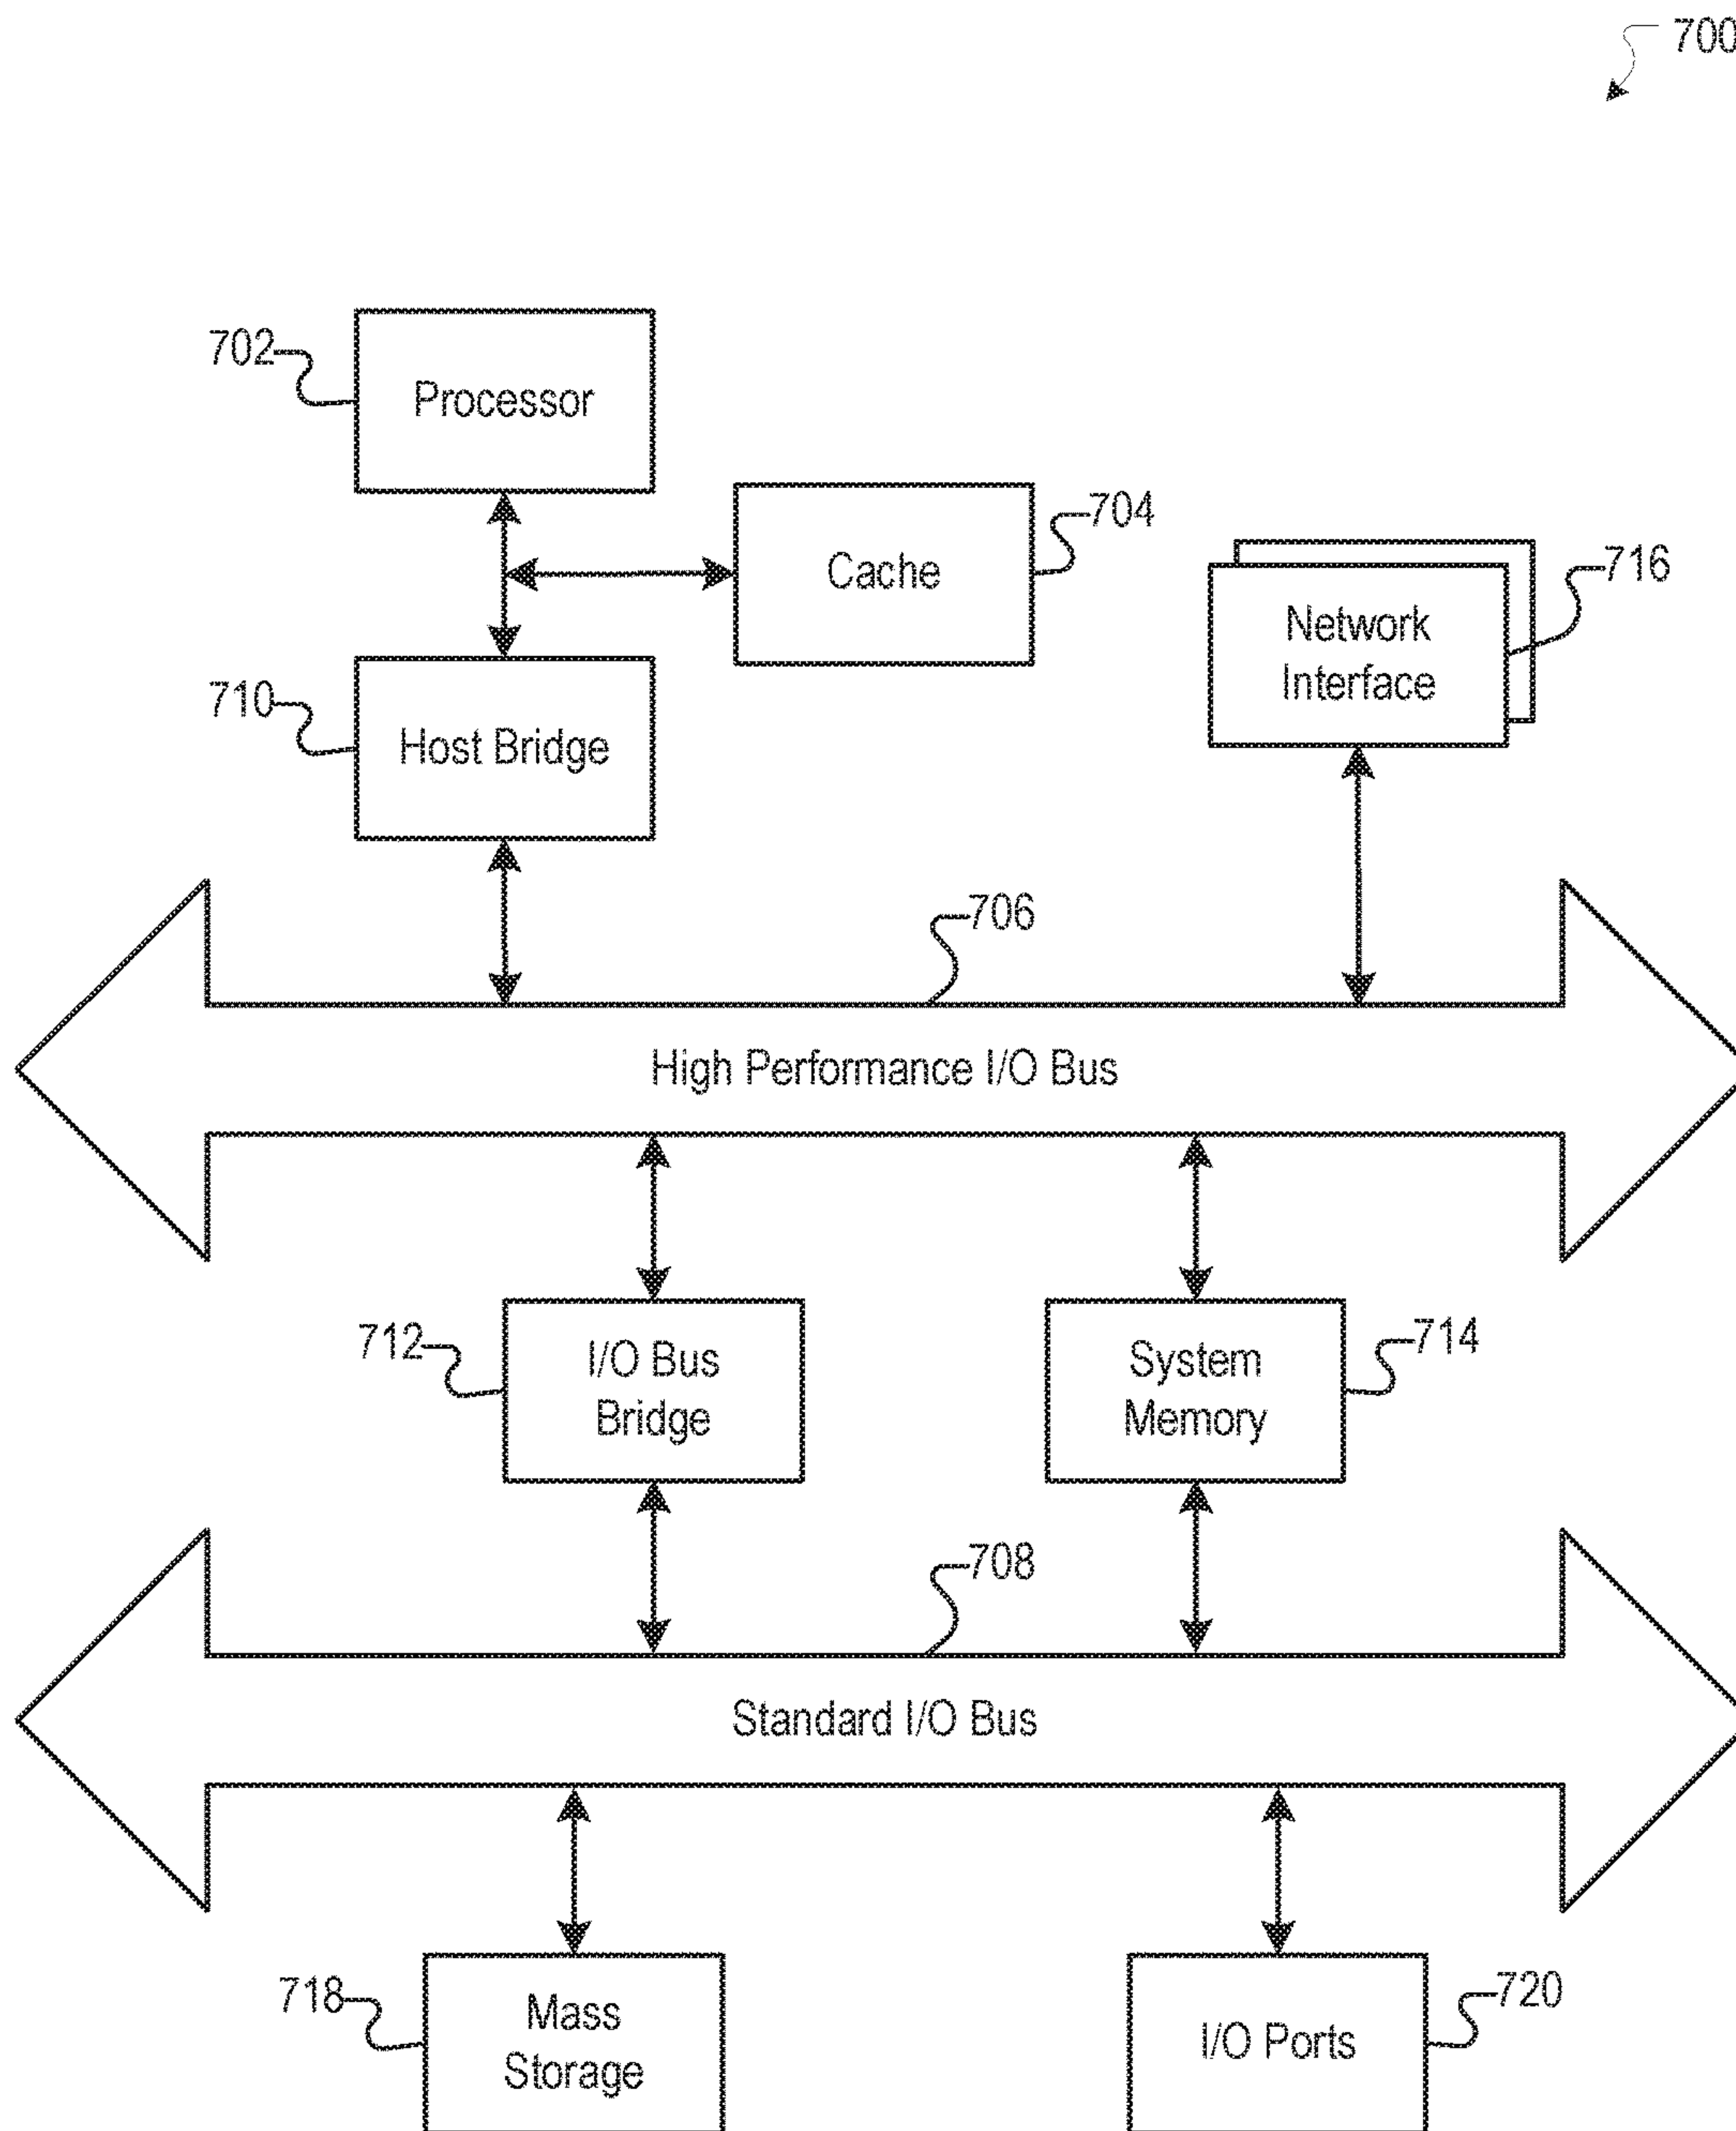 700
702
Processor
704
Cache
716
Network
Interface
710
Host Bridge
706
High Performance I/O Bus
712
I/O Bus
Bridge
714
System
Memory
708
Standard I/O Bus
718
Mass
Storage
720
I/O Ports